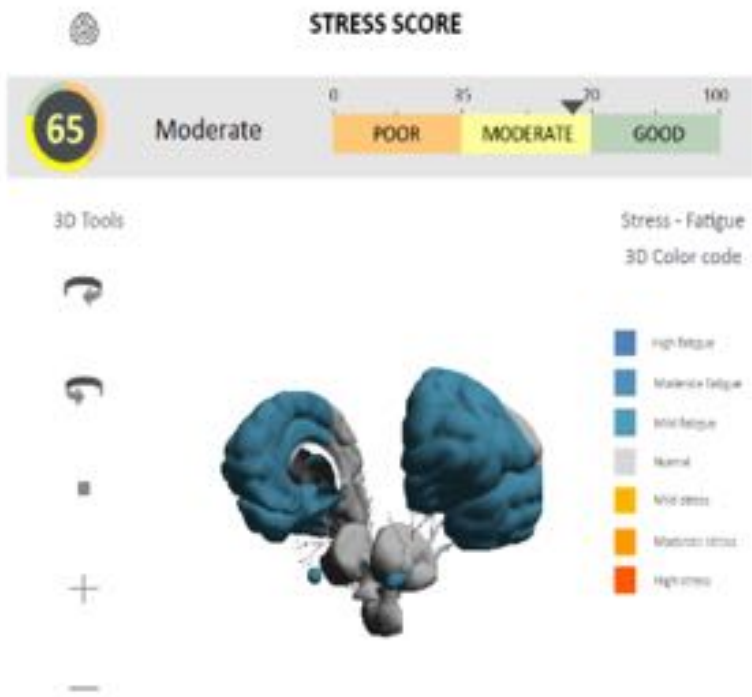 STRESS SCORE
65
Moderate
0 35 70 100
POOR MODERATE GOOD
3D Tools
Stress - Fatigue
3D Color code
High fatigue
Moderate fatigue
Mild fatigue
Normal
Mild stress
Moderate stress
High stress